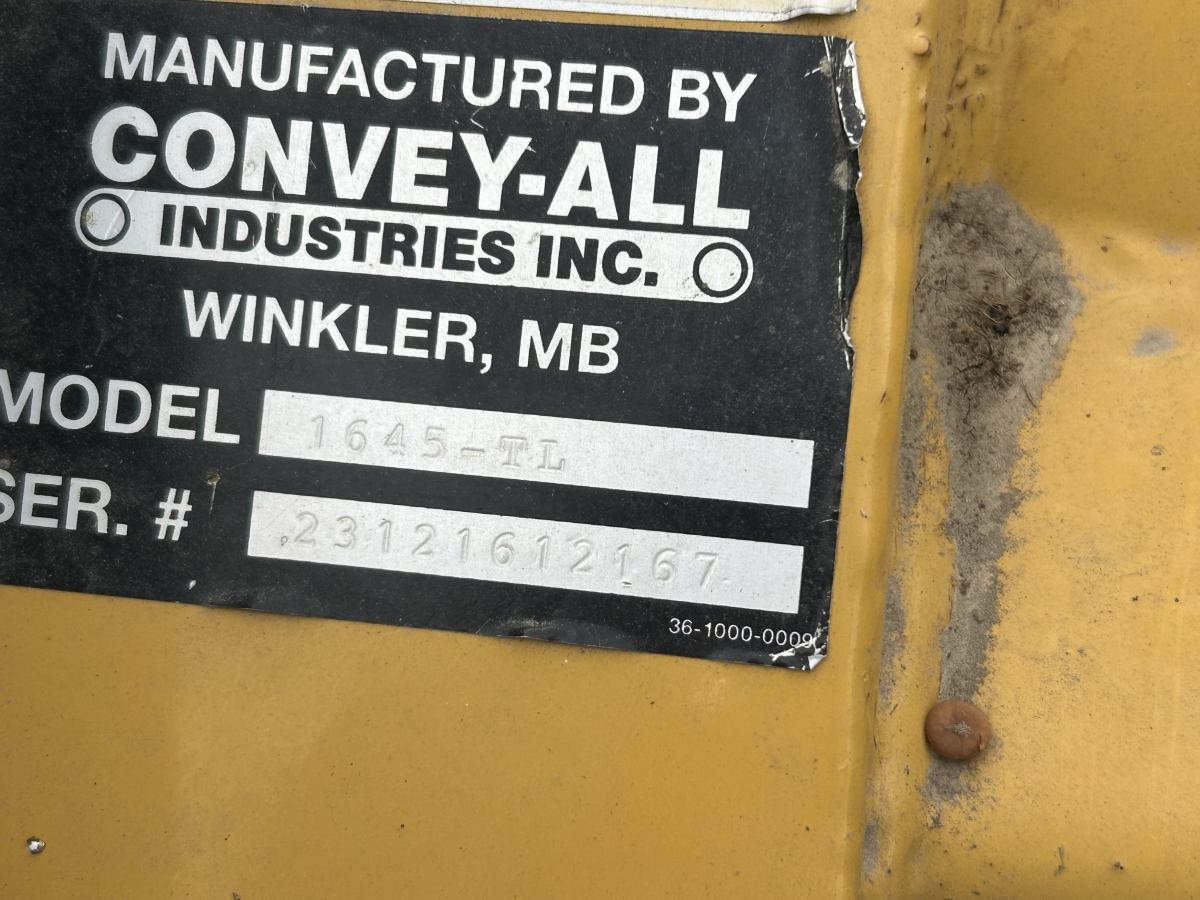 MANUFACTURED BY
CONVEY-ALL
INDUSTRIES INC.
WINKLER, MB
MODEL 1645-TL
SER. # 23121612167
36-1000-0009